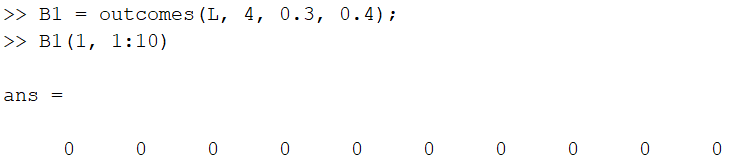 >> B1 = outcomes(L, 4, 0.3, 0.4);
>> B1(1, 1:10)
ans =
0 0 0 0 0 0 0 0 0 0